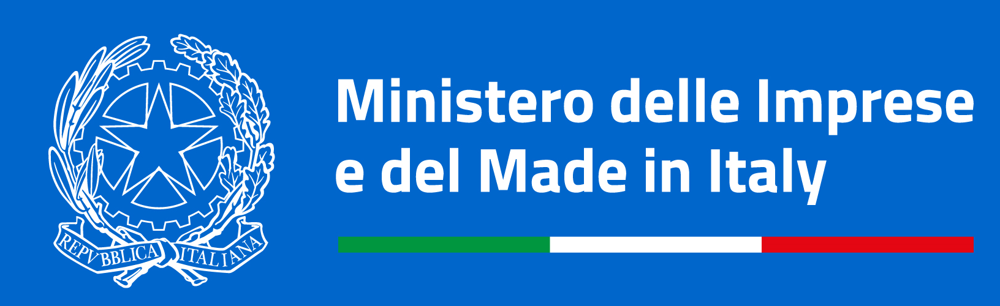 Ministero delle Imprese
e del Made in Italy
REPVBBLICA ITALIANA